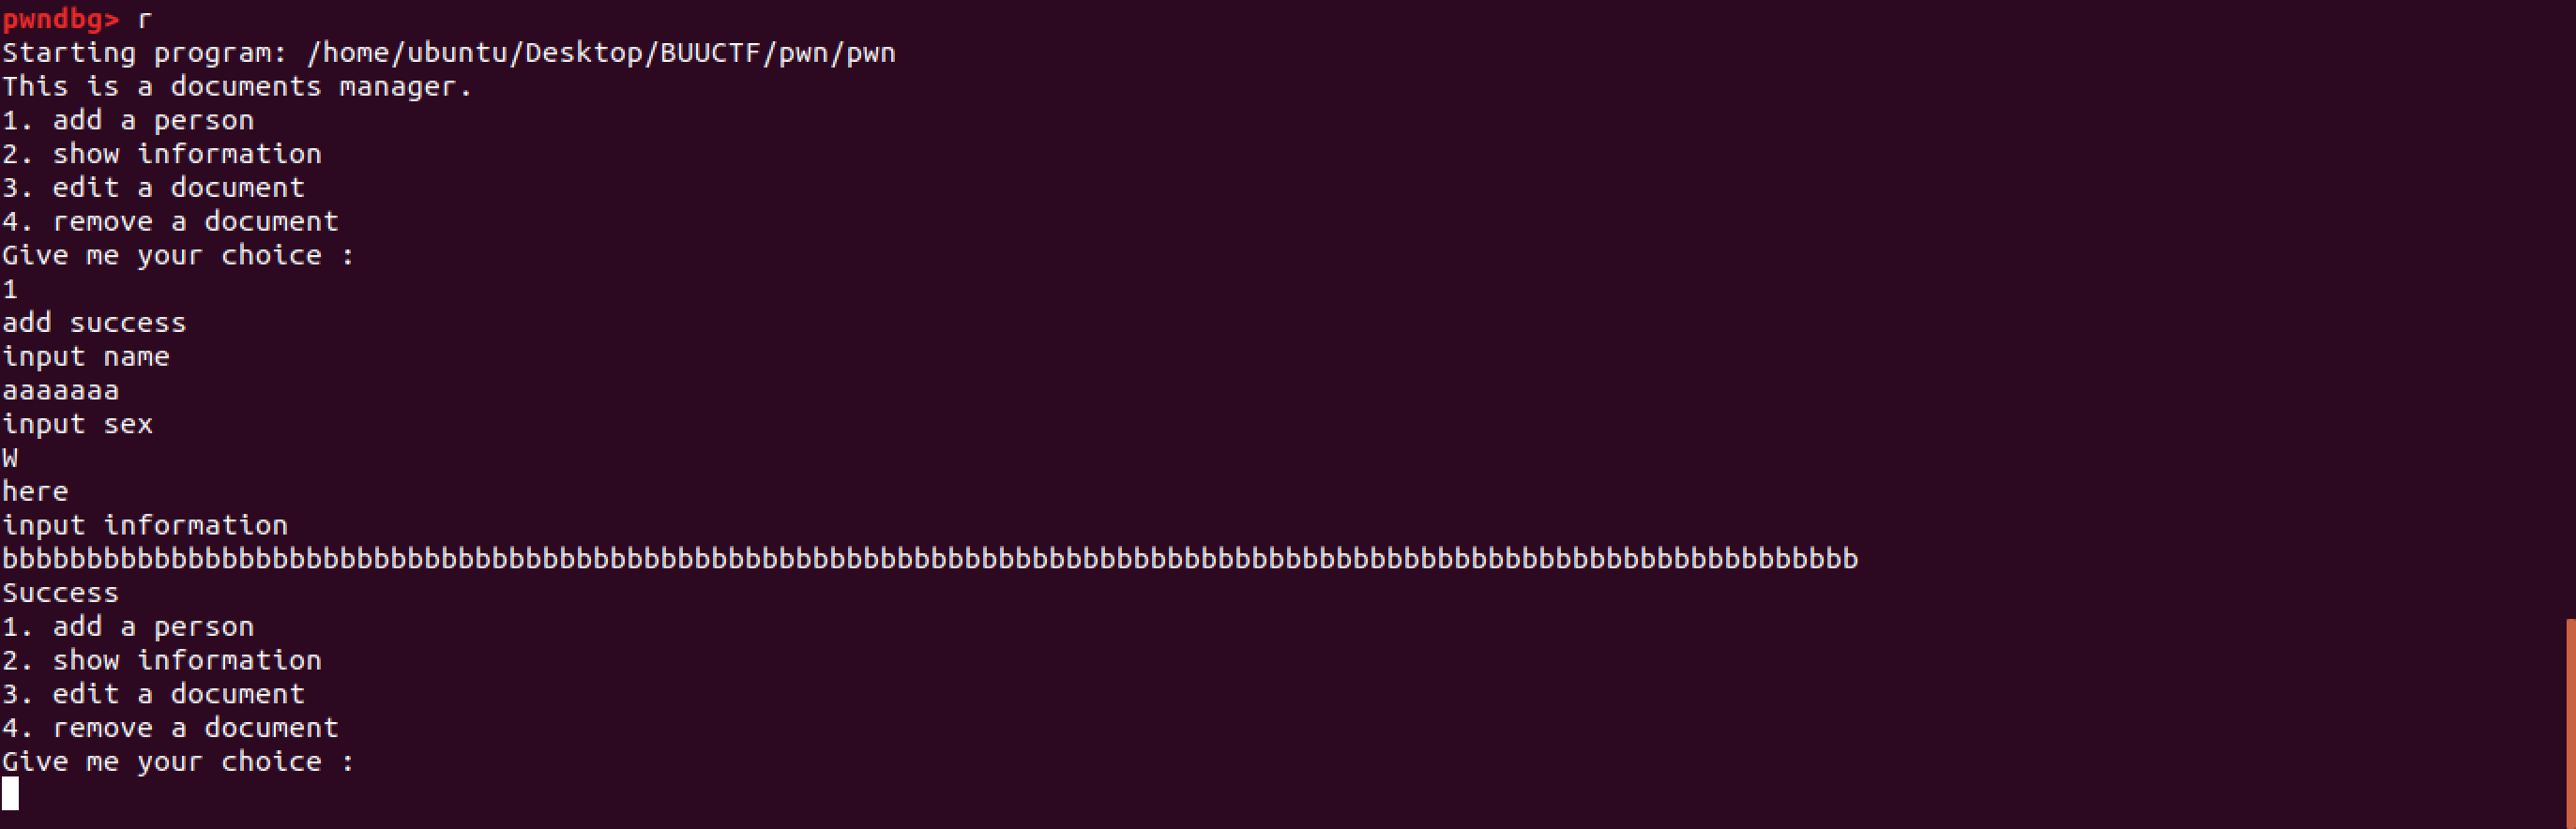 pwndbg> r
Starting program: /home/ubuntu/Desktop/BUUCTF/pwn/pwn
This is a documents manager.
1. add a person
2. show information
3. edit a document
4. remove a document
Give me your choice :
1
add success
input name
aaaaaaa
input sex
W
here
input information
bbbbbbbbbbbbbbbbbbbbbbbbbbbbbbbbbbbbbbbbbbbbbbbbbbbbbbbbbbbbbbbbbbbbbbbbbbbbbbbbbbbbbbbbbbbbbbbbbbbbbbbbbbbbbb
Success
1. add a person
2. show information
3. edit a document
4. remove a document
Give me your choice :